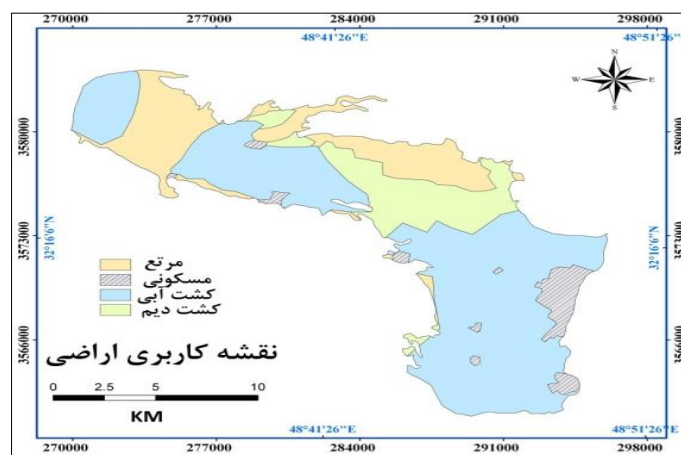 270000 277000 284000 291000 298000
48°41'26"E 48°51'26"E
N
W E
S
3580000 3580000
3573000 3573000
32°16'6"N 32°16'6"N
3566000 3566000
مرتع
مسکونی
کشت آبی
کشت دیم
نقشه کاربری اراضی
0 2.5 5 10
KM
48°41'26"E 48°51'26"E
270000 277000 284000 291000 298000